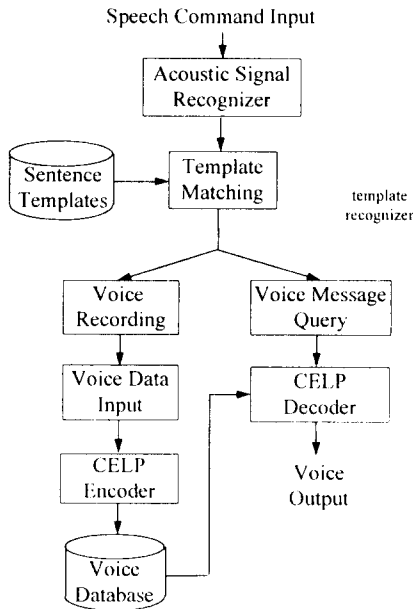 Speech Command Input
Acoustic Signal
Recognizer
Sentence
Templates
Template
Matching
template
recognizer
Voice
Recording
Voice Message
Query
Voice Data
Input
CELP
Decoder
CELP
Encoder
Voice
Output
Voice
Database